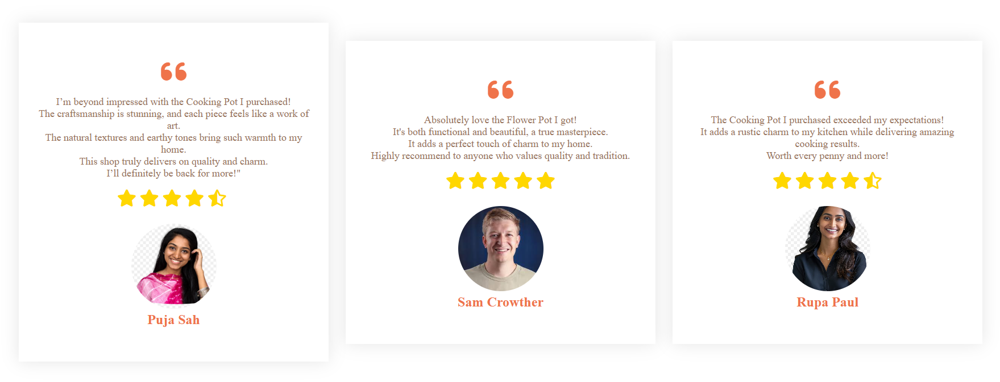 I’m beyond impressed with the Cooking Pot I purchased!
The craftsmanship is stunning, and each piece feels like a work of
art.
The natural textures and earthy tones bring such warmth to my
home.
This shop truly delivers on quality and charm.
I’ll definitely be back for more!"
Puja Sah
Absolutely love the Flower Pot I got!
It's both functional and beautiful, a true masterpiece.
It adds a perfect touch of charm to my home.
Highly recommend to anyone who values quality and tradition.
Sam Crowther
The Cooking Pot I purchased exceeded my expectations!
It adds a rustic charm to my kitchen while delivering amazing
cooking results.
Worth every penny and more!
Rupa Paul